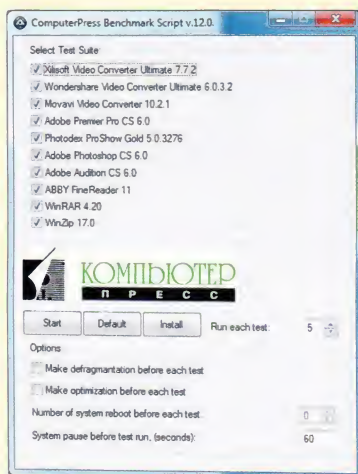 ComputerPress Benchmark Script v.12.0.
Select Test Suite
Xilisoft Video Converter Ultimate 7.7.2
Wondershare Video Converter Ultimate 6.0.3.2
Movavi Video Converter 10.2.1
Adobe Premier Pro CS 6.0
Photodex ProShow Gold 5.0.3276
Adobe Photoshop CS 6.0
Adobe Audition CS 6.0
ABBY FineReader 11
WinRAR 4.20
WinZip 17.0
КОМПЬЮТЕР
ПРЕСС
Start Default Install Run each test: 5
Options
Make defragmantation before each test
Make optimization before each test
Number of system reboot before each test 0
System pause before test run, (seconds): 60